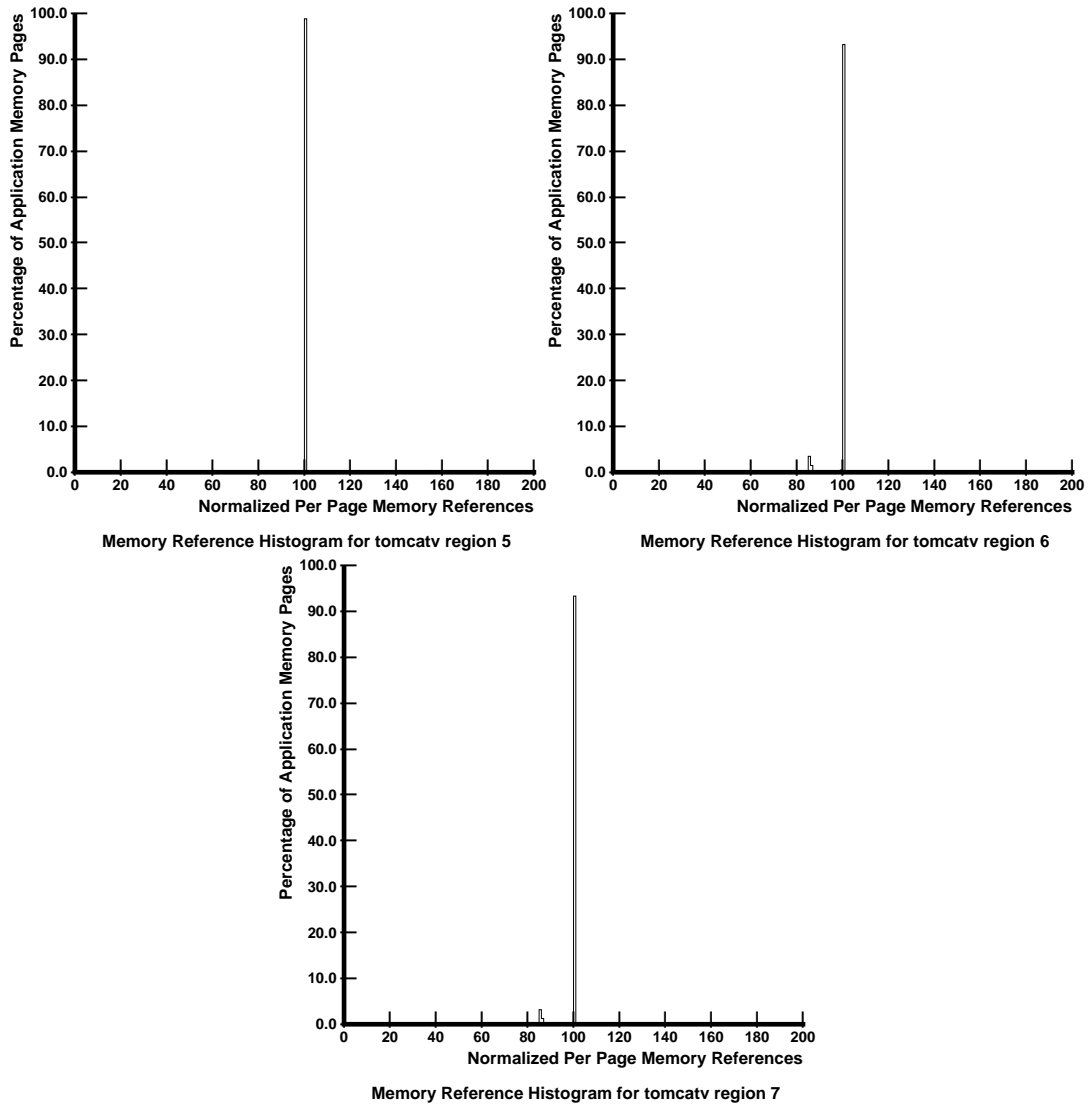 Percentage of Application Memory Pages
100.0
90.0
80.0
70.0
60.0
50.0
40.0
30.0
20.0
10.0
0.0
0 20 40 60 80 100 120 140 160 180 200
Normalized Per Page Memory References
Memory Reference Histogram for tomcatv region 5
Percentage of Application Memory Pages
100.0
90.0
80.0
70.0
60.0
50.0
40.0
30.0
20.0
10.0
0.0
0 20 40 60 80 100 120 140 160 180 200
Normalized Per Page Memory References
Memory Reference Histogram for tomcatv region 6
Percentage of Application Memory Pages
100.0
90.0
80.0
70.0
60.0
50.0
40.0
30.0
20.0
10.0
0.0
0 20 40 60 80 100 120 140 160 180 200
Normalized Per Page Memory References
Memory Reference Histogram for tomcatv region 7